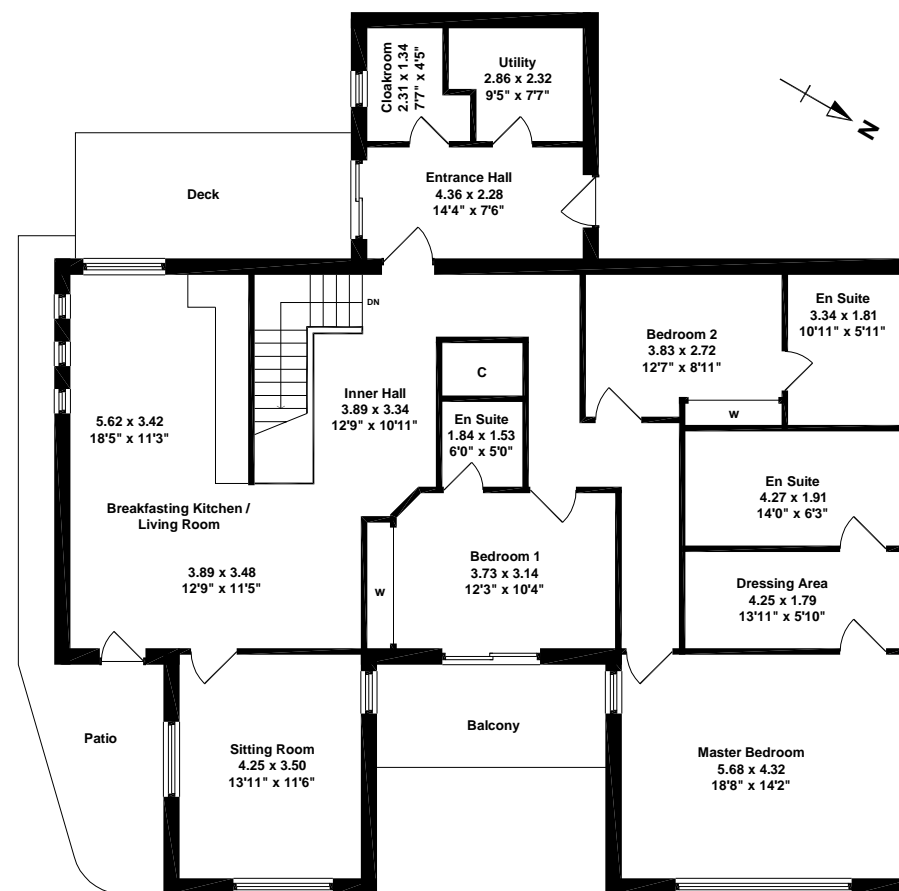 Cloakroom
2.31 x 1.34
7'7" x 4'5"
Utility
2.86 x 2.32
9'5" x 7'7"
N
Deck
Entrance Hall
4.36 x 2.28
14'4" x 7'6"
DN
En Suite
3.34 x 1.81
10'11" x 5'11"
Bedroom 2
3.83 x 2.72
12'7" x 8'11"
C
Inner Hall
3.89 x 3.34
12'9" x 10'11"
W
5.62 x 3.42
18'5" x 11'3"
En Suite
1.84 x 1.53
6'0" x 5'0"
En Suite
4.27 x 1.91
14'0" x 6'3"
Breakfasting Kitchen /
Living Room
3.89 x 3.48
12'9" x 11'5"
W
Bedroom 1
3.73 x 3.14
12'3" x 10'4"
Dressing Area
4.25 x 1.79
13'11" x 5'10"
Patio
Sitting Room
4.25 x 3.50
13'11" x 11'6"
Balcony
Master Bedroom
5.68 x 4.32
18'8" x 14'2"